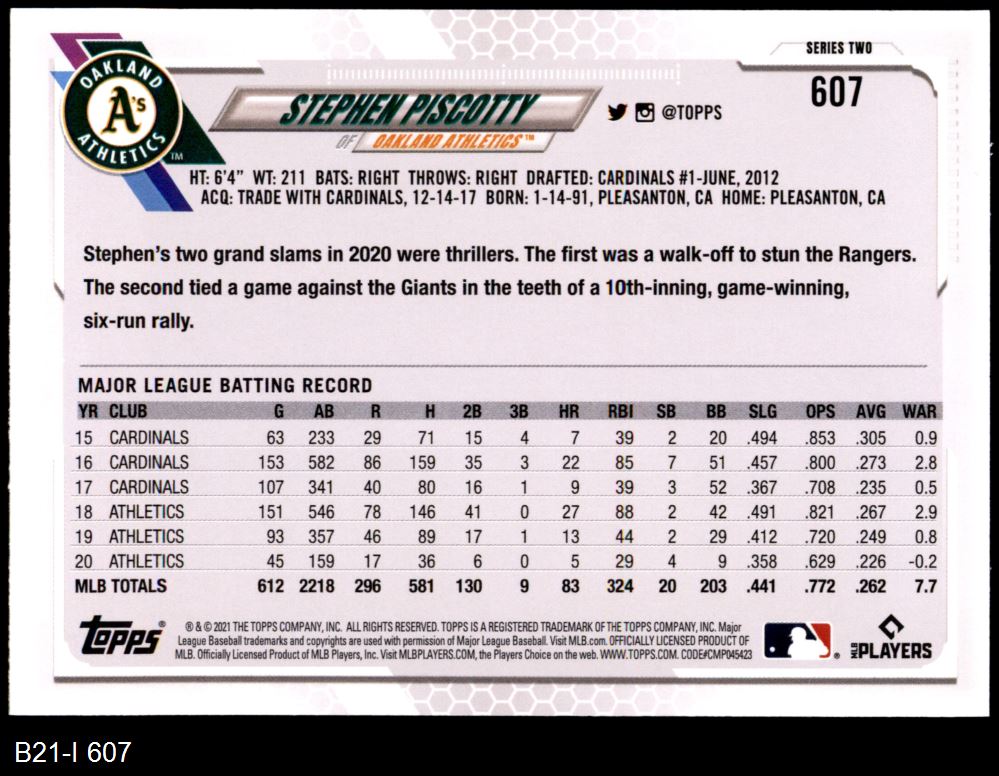 SERIES TWO
607
OAKLAND
A's
ATHLETICS
TM
STEPHEN PISCOTTY
@TOPPS
OF OAKLAND ATHLETICS™
HT: 6'4" WT: 211 BATS: RIGHT THROWS: RIGHT DRAFTED: CARDINALS #1-JUNE, 2012
ACQ: TRADE WITH CARDINALS, 12-14-17 BORN: 1-14-91, PLEASANTON, CA HOME: PLEASANTON, CA
Stephen's two grand slams in 2020 were thrillers. The first was a walk-off to stun the Rangers.
The second tied a game against the Giants in the teeth of a 10th-inning, game-winning,
six-run rally.
MAJOR LEAGUE BATTING RECORD
YR CLUB G AB R H 2B 3B HR RBI SB BB SLG OPS AVG WAR
15 CARDINALS 63 233 29 71 15 4 7 39 2 20 .494 .853 .305 0.9
16 CARDINALS 153 582 86 159 35 3 22 85 7 51 .457 .800 .273 2.8
17 CARDINALS 107 341 40 80 16 1 9 39 3 52 .367 .708 .235 0.5
18 ATHLETICS 151 546 78 146 41 0 27 88 2 42 .491 .821 .267 2.9
19 ATHLETICS 93 357 46 89 17 1 13 44 2 29 .412 .720 .249 0.8
20 ATHLETICS 45 159 17 36 6 0 5 29 4 9 .358 .629 .226 -0.2
MLB TOTALS 612 2218 296 581 130 9 83 324 20 203 .441 .772 .262 7.7
Topps®
® & © 2021 THE TOPPS COMPANY, INC. ALL RIGHTS RESERVED. TOPPS IS A REGISTERED TRADEMARK OF THE TOPPS COMPANY, INC. Major
League Baseball trademarks and copyrights are used with permission of Major League Baseball. Visit MLB.com. OFFICIALLY LICENSED PRODUCT OF
MLB. Officially Licensed Product of MLB Players, Inc. Visit MLBPLAYERS.COM, the Players Choice on the web. WWW.TOPPS.COM. CODE#CMP045423
®
MLB PLAYERS
B21-I 607